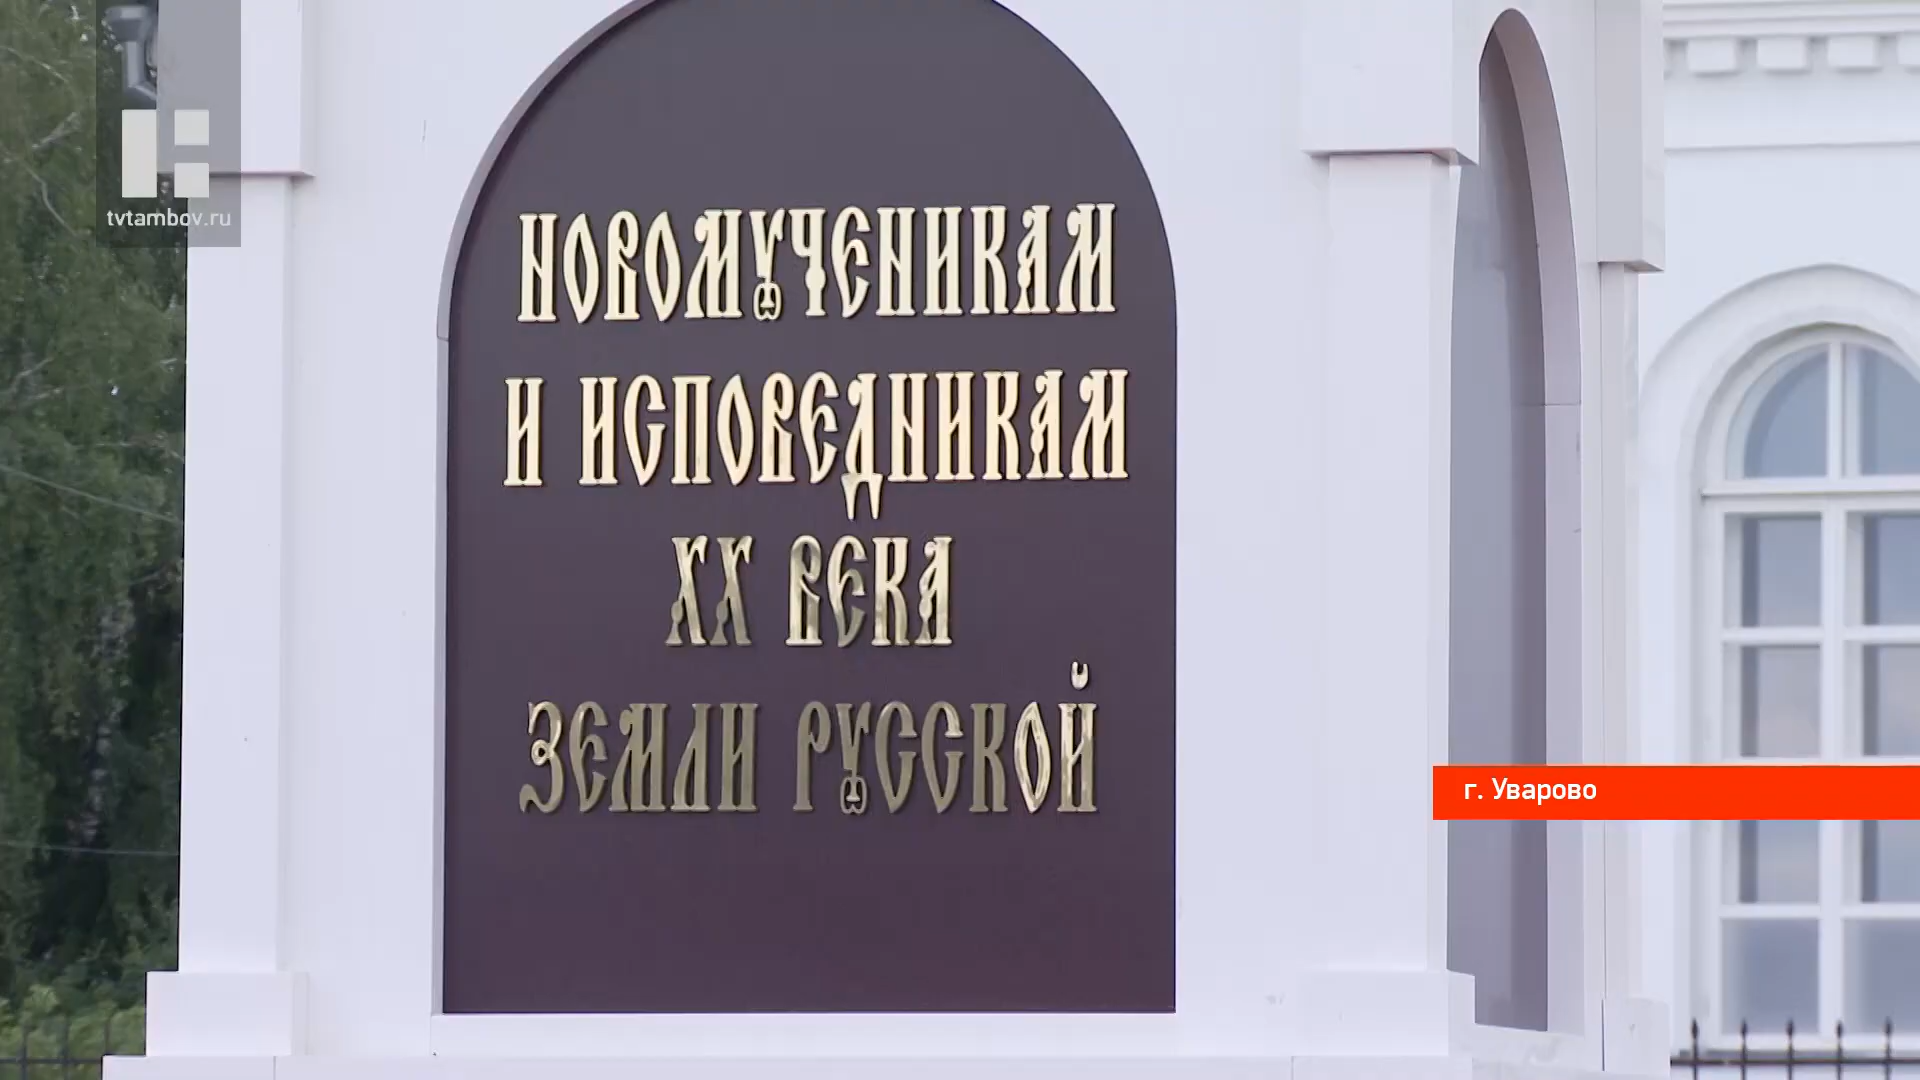 tvtambov.ru
НОВОМУЧЕНИКАМ
И ИСПОВЕДНИКАМ
XX ВЕКА
ЗЕМЛИ РУССКОЙ
г. Уварово